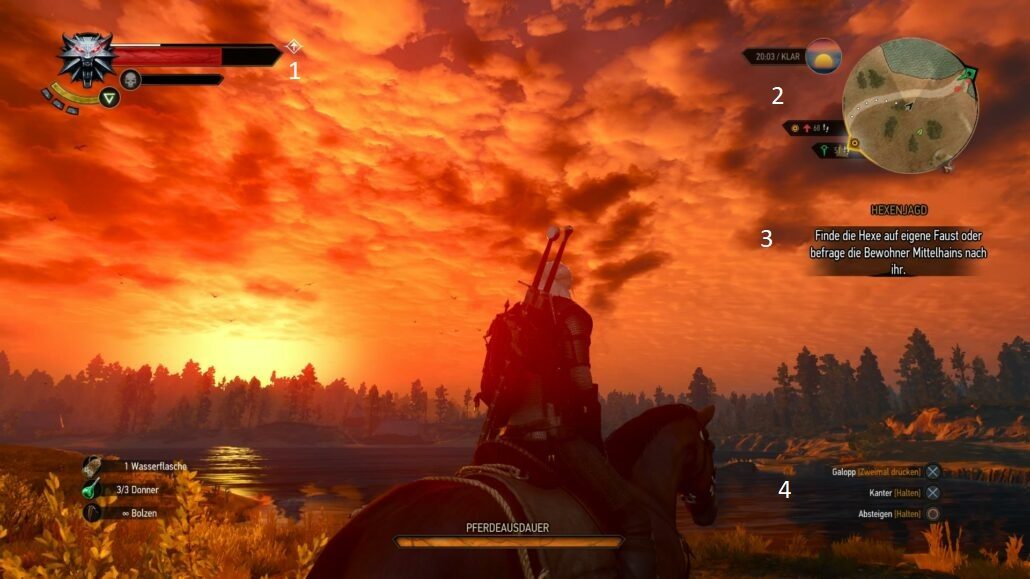 1
20:03 / KLAR
2
60
HEXENJAGD
3
Finde die Hexe auf eigene Faust oder
befrage die Bewohner Mittelhains nach
ihr.
1 Wasserflasche
3/3 Donner
∞ Bolzen
4
Galopp [Zweimal drücken]
Kanter [Halten]
Absteigen [Halten]
PFERDEAUSDAUER